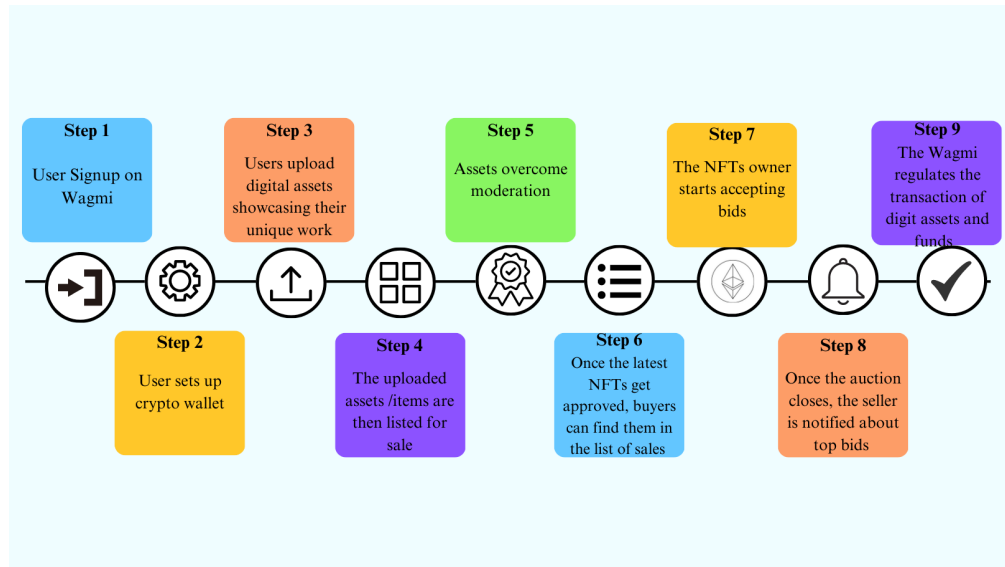 Step 1
User Signup on
Wagmi
Step 2
User sets up
crypto wallet
Step 3
Users upload
digital assets
showcasing their
unique work
Step 4
The uploaded
assets /items are
then listed for
sale
Step 5
Assets overcome
moderation
Step 6
Once the latest
NFTs get
approved, buyers
can find them in
the list of sales
Step 7
The NFTs owner
starts accepting
bids
Step 8
Once the auction
closes, the seller
is notified about
top bids
Step 9
The Wagmi
regulates the
transaction of
digit assets and
funds